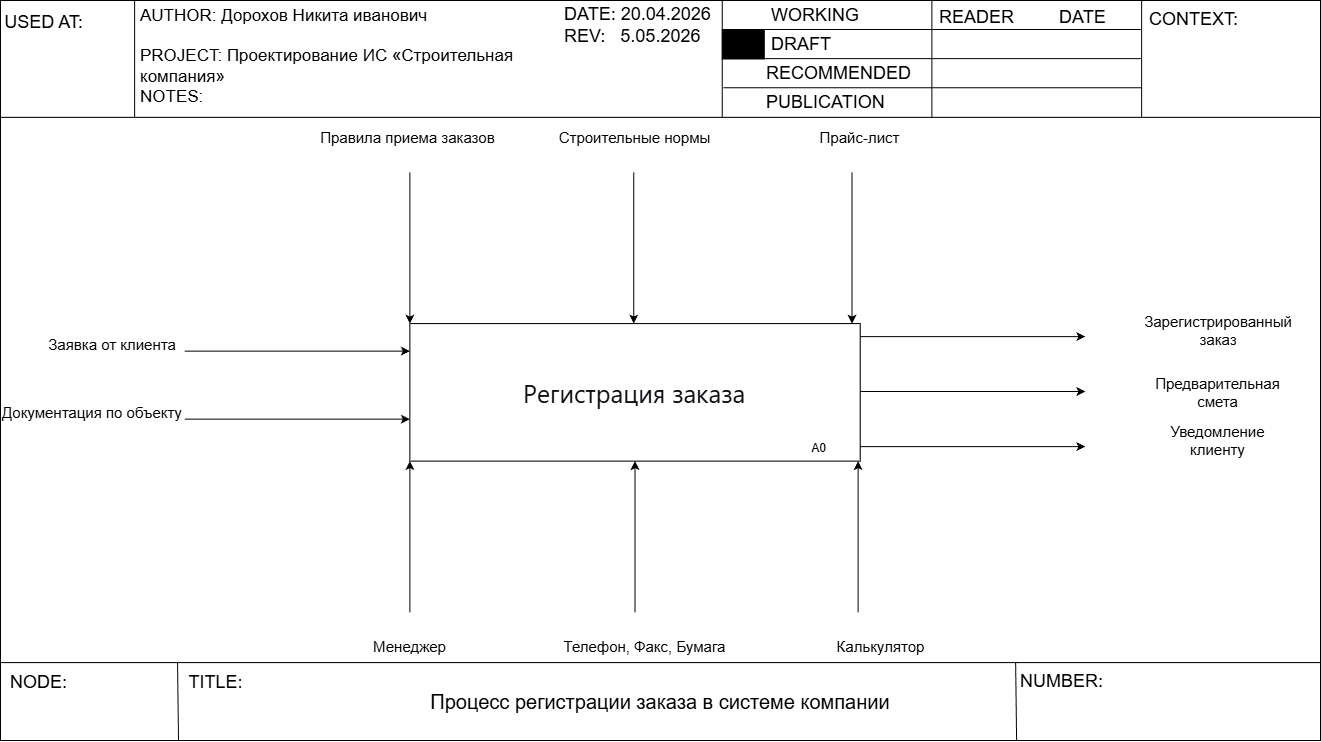 USED AT:
AUTHOR: Дорохов Никита иванович
PROJECT: Проектирование ИС «Строительная
компания»
NOTES:
DATE: 20.04.2026
REV: 5.05.2026
WORKING
DRAFT
RECOMMENDED
PUBLICATION
READER DATE
CONTEXT:
Правила приема заказов
Строительные нормы
Прайс-лист
Заявка от клиента
Документация по объекту
Регистрация заказа
A0
Зарегистрированный
заказ
Предварительная
смета
Уведомление
клиенту
Менеджер
Телефон, Факс, Бумага
Калькулятор
NODE:
TITLE:
Процесс регистрации заказа в системе компании
NUMBER: